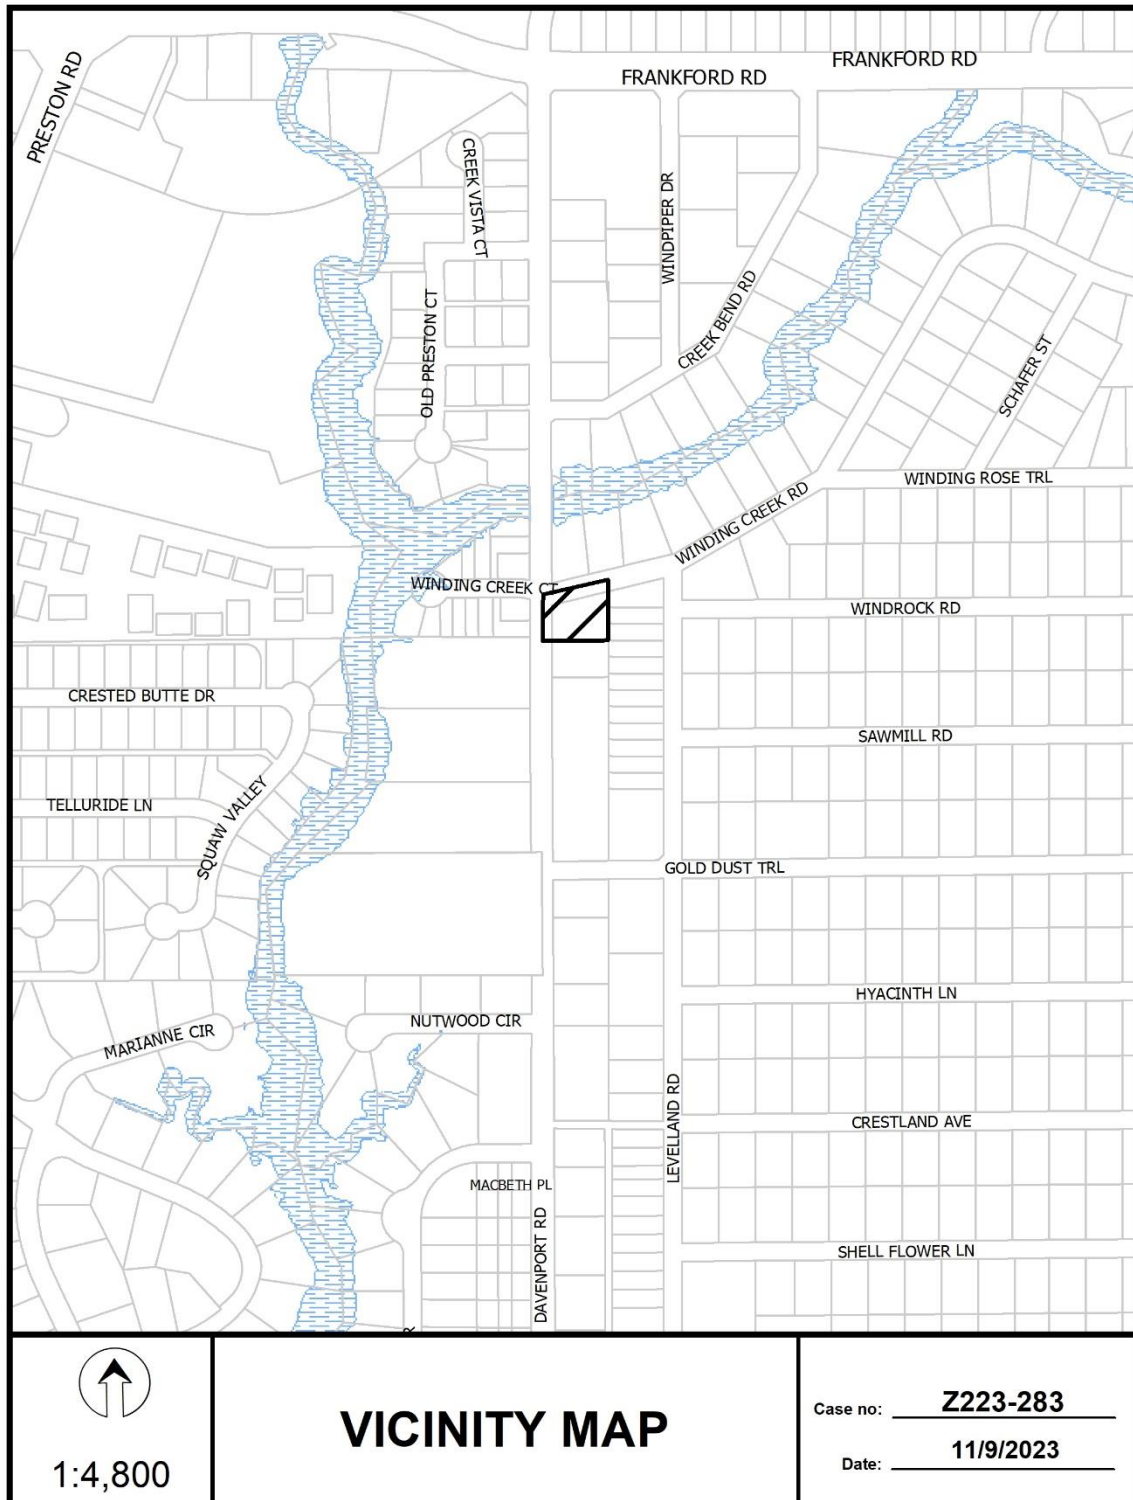 FRANKFORD RD
FRANKFORD RD
PRESTON RD
CREEK VISTA CT
WINDPIPER DR
OLD PRESTON CT
CREEK BEND RD
SCHAFER ST
WINDING ROSE TRL
WINDING CREEK RD
WINDING CREEK CT
WINDROCK RD
CRESTED BUTTE DR
SAWMILL RD
TELLURIDE LN
SQUAW VALLEY
GOLD DUST TRL
HYACINTH LN
NUTWOOD CIR
MARIANNE CIR
LEVELLAND RD
CRESTLAND AVE
MACBETH PL
DAVENPORT RD
SHELL FLOWER LN
1:4,800
VICINITY MAP
Case no: Z223-283
Date: 11/9/2023